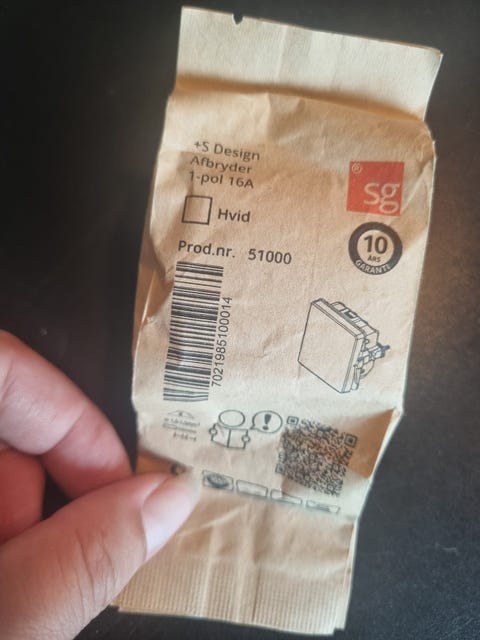 +S Design
Afbryder
1-pol 16A
Hvid
Prod.nr. 51000
® sg
10
ÅRS
GARANTI
7021985100014